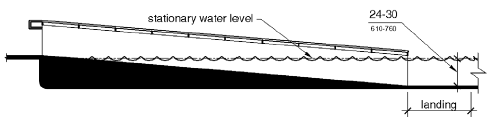 stationary water level
24-30
610-760
landing